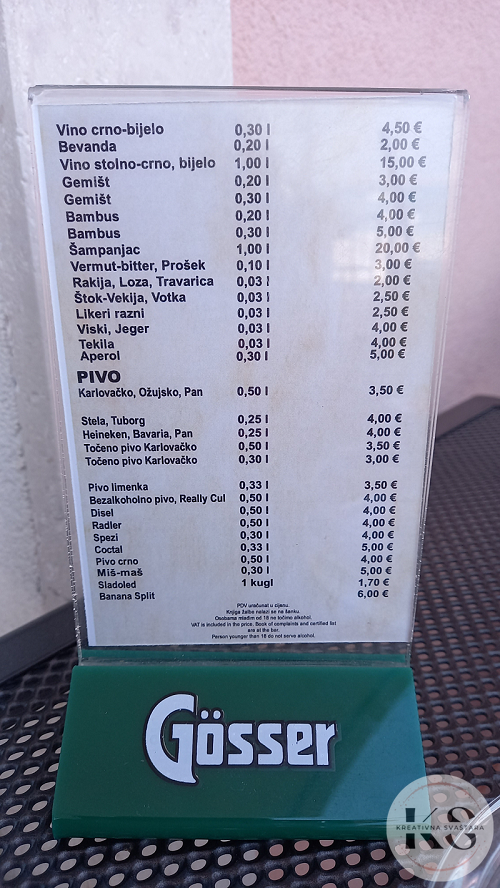 Vino crno-bijelo 0,30 l 4,50 €
Bevanda 0,20 l 2,00 €
Vino stolno-crno, bijelo 1,00 l 15,00 €
Gemišt 0,20 l 3,00 €
Gemišt 0,30 l 4,00 €
Bambus 0,20 l 4,00 €
Bambus 0,30 l 5,00 €
Šampanjac 1,00 l 20,00 €
Vermut-bitter, Prošek 0,10 l 3,00 €
Rakija, Loza, Travarica 0,03 l 2,00 €
Štok-Vekija, Votka 0,03 l 2,50 €
Likeri razni 0,03 l 2,50 €
Viski, Jeger 0,03 l 4,00 €
Tekila 0,03 l 4,00 €
Aperol 0,30 l 5,00 €
PIVO
Karlovačko, Ožujsko, Pan 0,50 l 3,50 €
Stela, Tuborg 0,25 l 4,00 €
Heineken, Bavaria, Pan 0,25 l 4,00 €
Točeno pivo Karlovačko 0,50 l 3,50 €
Točeno pivo Karlovačko 0,30 l 3,00 €
Pivo limenka 0,33 l 3,50 €
Bezalkoholno pivo, Really Cul 0,50 l 4,00 €
Disel 0,50 l 4,00 €
Radler 0,50 l 4,00 €
Spezi 0,30 l 4,00 €
Coctal 0,33 l 5,00 €
Pivo crno 0,50 l 4,00 €
Miš-maš 0,30 l 5,00 €
Sladoled 1 kugl 1,70 €
Banana Split 6,00 €
PDV uračunat u cijenu.
Knjiga žalbe nalazi se na šanku.
Osobama mlađim od 18 ne točimo alkohol.
VAT is included in the price. Book of complaints and certified list
are at the bar.
Person younger than 18 do not serve alcohol.
Gösser
KS
KREATIVNA SVAŠTARA